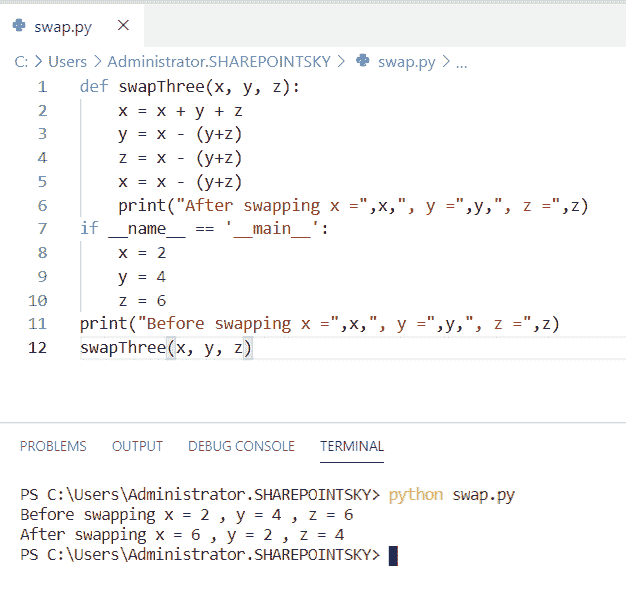 swap.py ×
C: > Users > Administrator.SHAREPOINTSKY > swap.py > ...
1 def swapThree(x, y, z):
2     x = x + y + z
3     y = x - (y+z)
4     z = x - (y+z)
5     x = x - (y+z)
6     print("After swapping x =",x,", y =",y,", z =",z)
7 if __name__ == '__main__':
8     x = 2
9     y = 4
10     z = 6
11 print("Before swapping x =",x,", y =",y,", z =",z)
12 swapThree(x, y, z)
PROBLEMS OUTPUT DEBUG CONSOLE TERMINAL
PS C:\Users\Administrator.SHAREPOINTSKY> python swap.py
Before swapping x = 2 , y = 4 , z = 6
After swapping x = 6 , y = 2 , z = 4
PS C:\Users\Administrator.SHAREPOINTSKY>